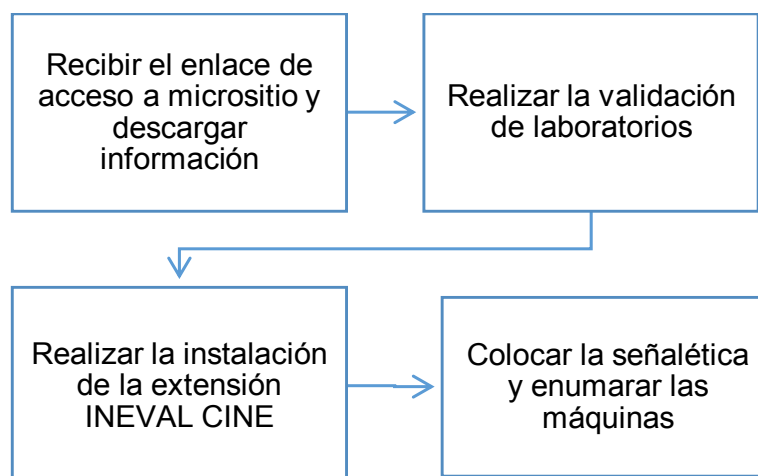 Recibir el enlace de
acceso a micrositio y
descargar
información
Realizar la validación
de laboratorios
Realizar la instalación
de la extensión
INEVAL CINE
Colocar la señalética
y enumarar las
máquinas